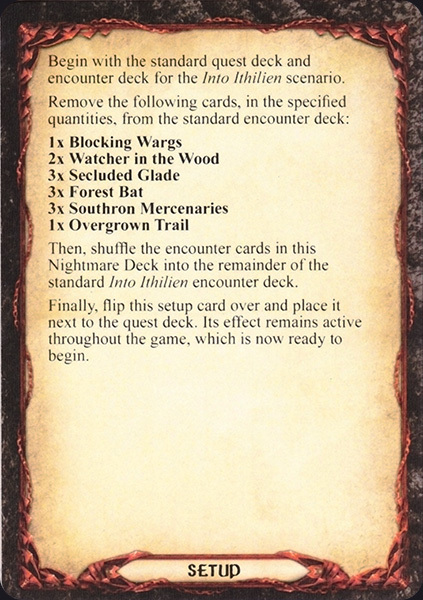 Begin with the standard quest deck and
encounter deck for the Into Ithilien scenario.
Remove the following cards, in the specified
quantities, from the standard encounter deck:
1x Blocking Wargs
2x Watcher in the Wood
3x Secluded Glade
3x Forest Bat
3x Southron Mercenaries
1x Overgrown Trail
Then, shuffle the encounter cards in this
Nightmare Deck into the remainder of the
standard Into Ithilien encounter deck.
Finally, flip this setup card over and place it
next to the quest deck. Its effect remains active
throughout the game, which is now ready to
begin.
SETUP